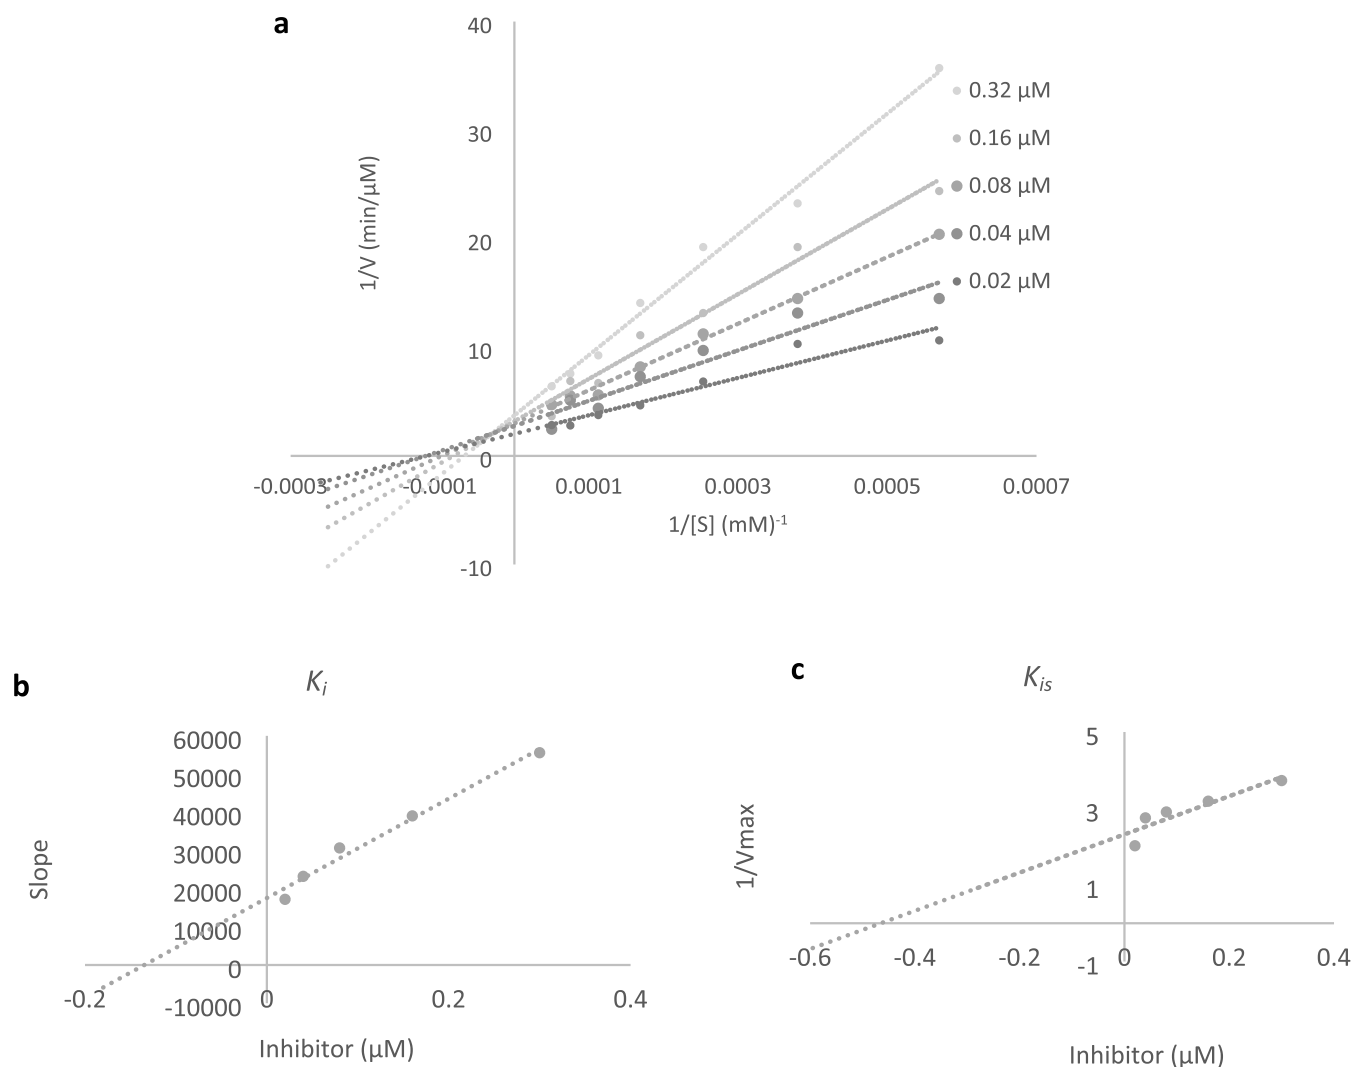 a
40
30
20
10
0
-10
1/V (min/µM)
0.32 µM
0.16 µM
0.08 µM
0.04 µM
0.02 µM
-0.0003 -0.0001 0.0001 0.0003 0.0005 0.0007
1/[S] (mM)⁻¹
b
Ki
60000
50000
40000
30000
20000
10000
0
-10000
Slope
-0.2 0 0.2 0.4
Inhibitor (µM)
c
Kis
5
3
1
-1
1/Vmax
-0.6 -0.4 -0.2 0 0.2 0.4
Inhibitor (µM)